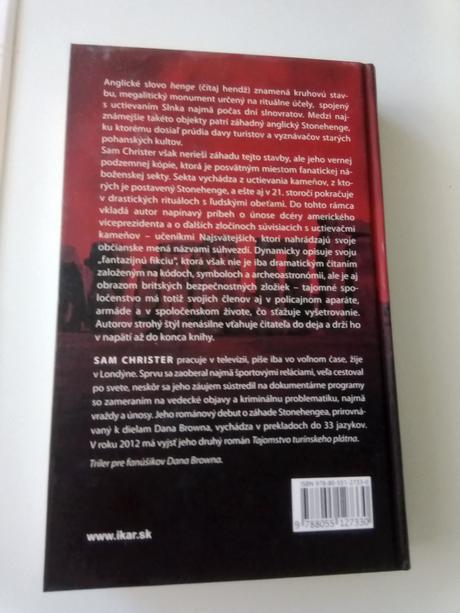 Anglické slovo henge (čítaj hendž) znamená kruhovú stav-
bu, megalitický monument určený na rituálne účely, spojený
s uctievaním Slnka najmä počas dní slnovratov. Medzi naj-
známejšie takéto objekty patrí záhadný anglický Stonehenge,
ku ktorému dosiaľ prúdia davy turistov a vyznávačov starých
pohanských kultov.
Sam Christer však nerieši záhadu tejto stavby, ale jeho vernej
podzemnej kópie, ktorá je posvätným miestom fanatickej ná-
boženskej sekty. Sekta vychádza z uctievania kameňov, z kto-
rých je postavený Stonehenge, a ešte aj v 21. storočí pokračuje
v drastických rituáloch s ľudskými obeťami. Do tohto rámca
vkladá autor napínavý príbeh o únose dcéry amerického
viceprezidenta a o ďalších zločinoch súvisiacich s uctievačmi
kameňov – učeníkmi Najsvätejších, ktorí nahrádzajú svoje
občianske mená názvami súhvezdí. Dynamicky opisuje svoju
„fantazijnú fikciu“, ktorá však nie je iba dramatickým čítaním
založeným na kódoch, symboloch a archeoastronómii, ale je aj
obrazom britských bezpečnostných zložiek – tajomné spo-
ločenstvo má totiž svojich členov aj v policajnom aparáte,
armáde a v spoločenskom živote, čo sťažuje vyšetrovanie.
Autorov strohý štýl nenásilne vťahuje čitateľa do deja a drží ho
v napätí až do konca knihy.
SAM CHRISTER pracuje v televízii, píše iba vo voľnom čase, žije
v Londýne. Sprvu sa zaoberal najmä športovými reláciami, veľa cestoval
po svete, neskôr sa jeho záujem sústredil na dokumentárne programy
so zameraním na vedecké objavy a kriminálnu problematiku, najmä
vraždy a únosy. Jeho románový debut o záhade Stonehengea, prirovná-
vaný k dielam Dana Browna, vychádza v prekladoch do 33 jazykov.
V roku 2012 má vyjsť jeho druhý román Tajomstvo turínskeho plátna.
Triler pre fanúšikov Dana Browna.
ISBN 978-80-551-2733-0
9 788055 127330
www.ikar.sk